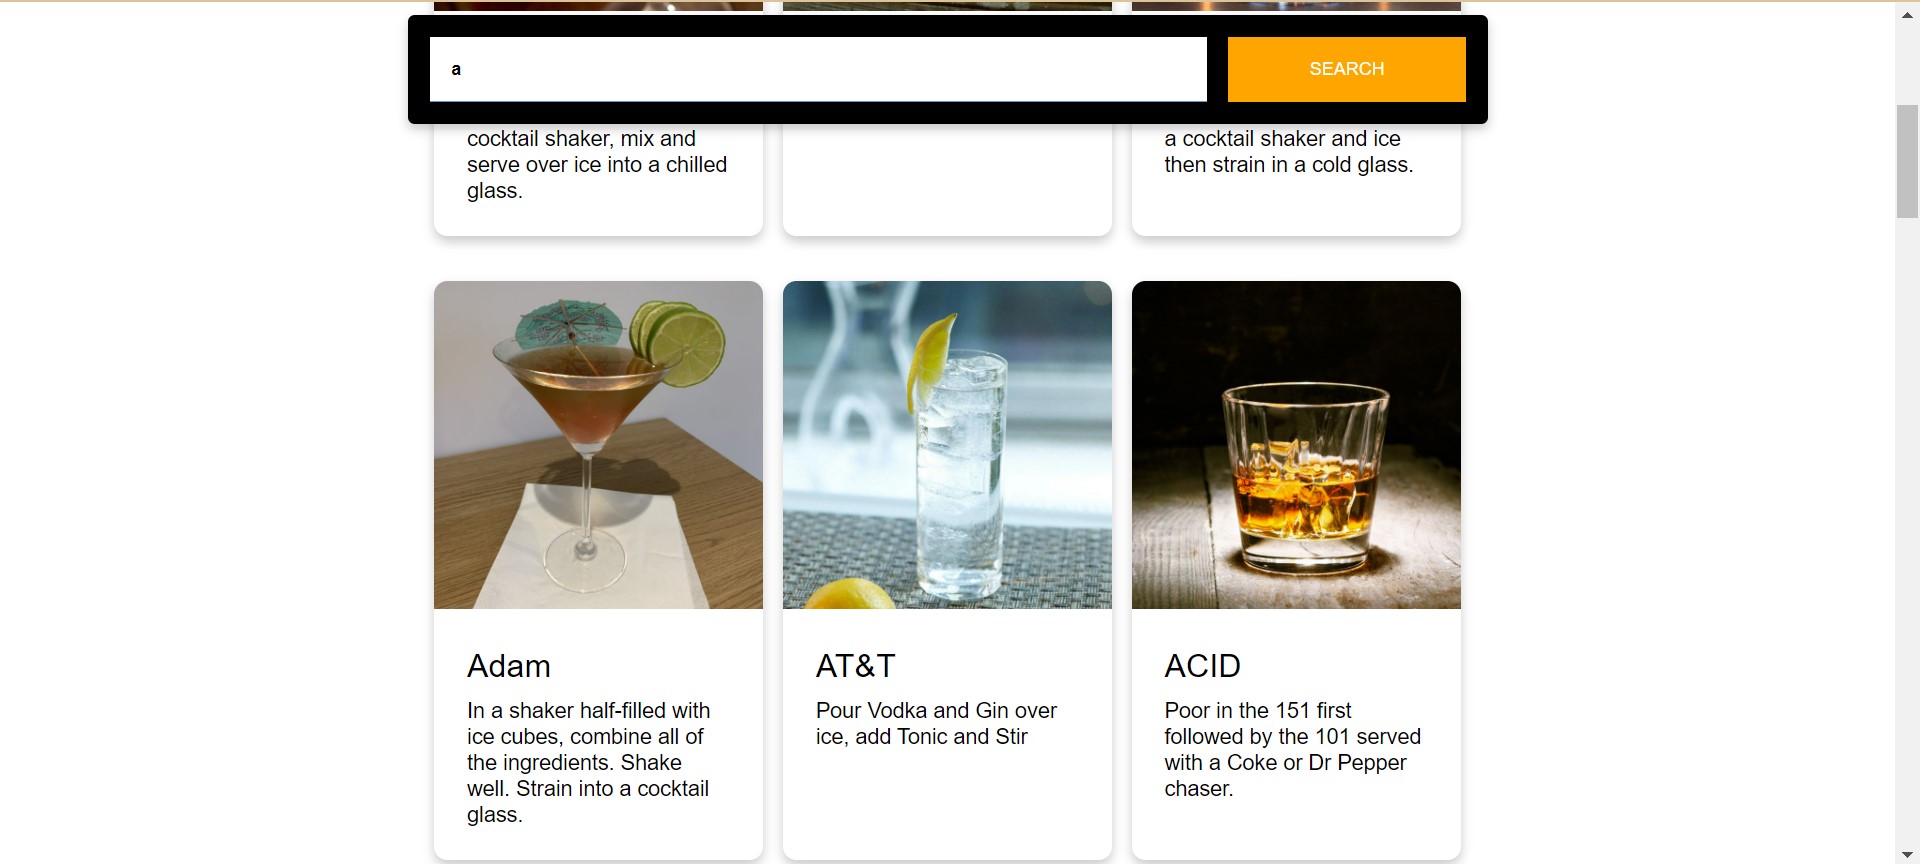 a
SEARCH
cocktail shaker, mix and
serve over ice into a chilled
glass.
a cocktail shaker and ice
then strain in a cold glass.
Adam
In a shaker half-filled with
ice cubes, combine all of
the ingredients. Shake
well. Strain into a cocktail
glass.
AT&T
Pour Vodka and Gin over
ice, add Tonic and Stir
ACID
Poor in the 151 first
followed by the 101 served
with a Coke or Dr Pepper
chaser.